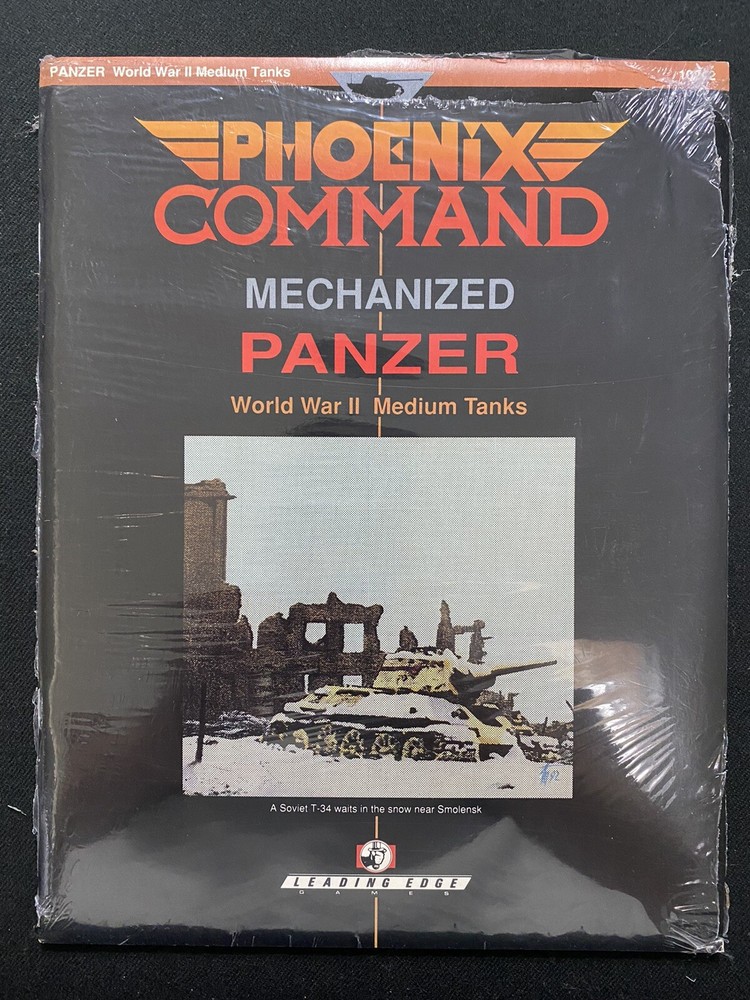 PANZER World War II Medium Tanks
PHOENIX
COMMAND
MECHANIZED
PANZER
World War II Medium Tanks
A Soviet T-34 waits in the snow near Smolensk
LEADING EDGE
GAMES